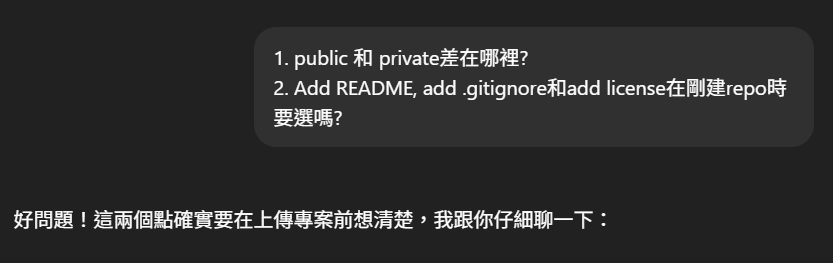 1. public 和 private差在哪裡?
2. Add README, add .gitignore和add license在剛建repo時
要選嗎?
好問題！這兩個點確實要在上傳專案前想清楚，我跟你仔細聊一下：